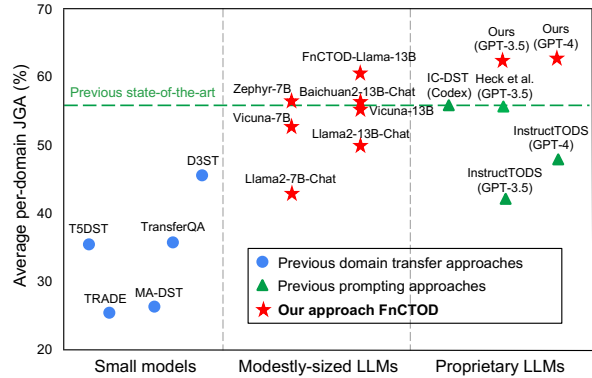 Average per-domain JGA (%)
70
60
50
40
30
20
Previous state-of-the-art
T5DST
TRADE
MA-DST
TransferQA
D3ST
FnCTOD-Llama-13B
Zephyr-7B
Baichuan2-13B-Chat
Vicuna-7B
Vicuna-13B
Llama2-13B-Chat
Llama2-7B-Chat
Ours
(GPT-3.5)
Ours
(GPT-4)
IC-DST
(Codex)
Heck et al.
(GPT-3.5)
InstructTODS
(GPT-4)
InstructTODS
(GPT-3.5)
Previous domain transfer approaches
Previous prompting approaches
Our approach FnCTOD
Small models
Modestly-sized LLMs
Proprietary LLMs